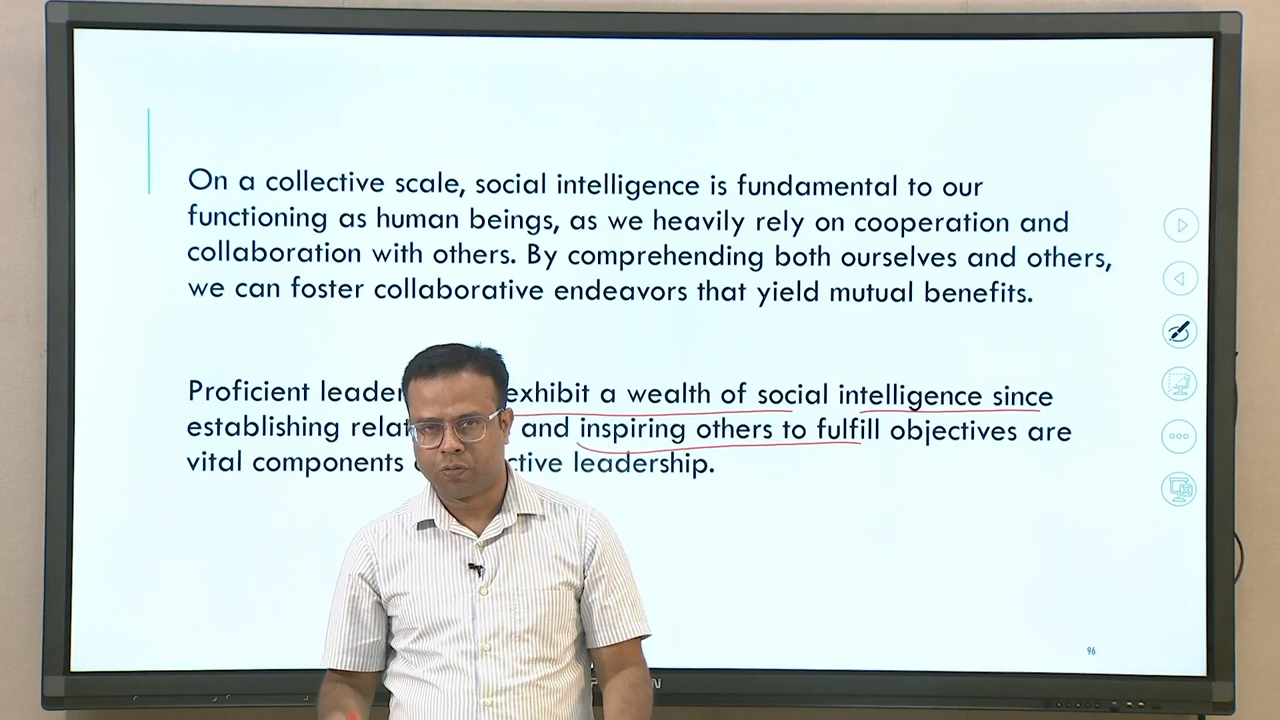 On a collective scale, social intelligence is fundamental to our
functioning as human beings, as we heavily rely on cooperation and
collaboration with others. By comprehending both ourselves and others,
we can foster collaborative endeavors that yield mutual benefits.
Proficient exhibit a wealth of social intelligence since
establishing and inspiring others to fulfill objectives are
vital components leadership.
96